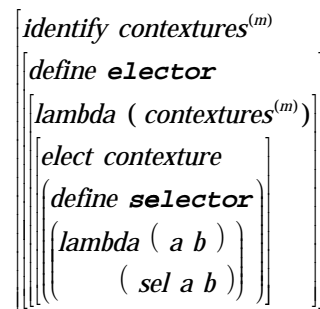 identify contextures^(m)
define elector
lambda ( contextures^(m))
elect contexture
define selector
lambda ( a b )
( sel a b )